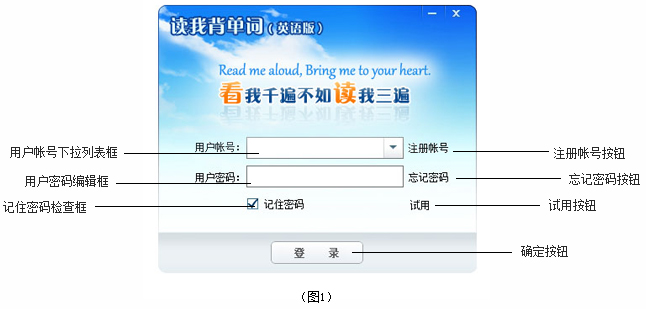 读我背单词（英语版）
Read me aloud, Bring me to your heart.
看我千遍不如读我三遍
用户帐号下拉列表框
用户帐号：
注册帐号
注册帐号按钮
用户密码编辑框
用户密码：
忘记密码
忘记密码按钮
记住密码检查框
记住密码
试用
试用按钮
登 录
确定按钮
（图1）